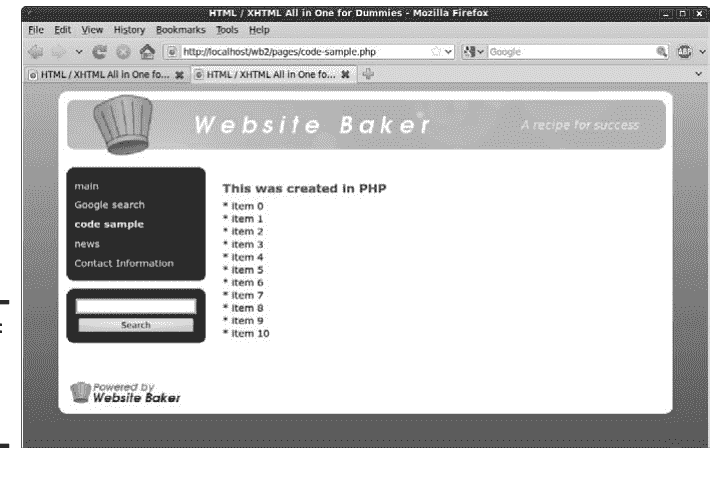 HTML / XHTML All in One for Dummies - Mozilla Firefox
File Edit View History Bookmarks Tools Help
http://localhost/wb2/pages/code-sample.php
Google
ABP
HTML / XHTML All in One fo...
HTML / XHTML All in One fo...
Website Baker
A recipe for success
main
Google search
code sample
news
Contact Information
Search
This was created in PHP
* item 0
* item 1
* item 2
* item 3
* item 4
* item 5
* item 6
* item 7
* item 8
* item 9
* item 10
Powered by
Website Baker